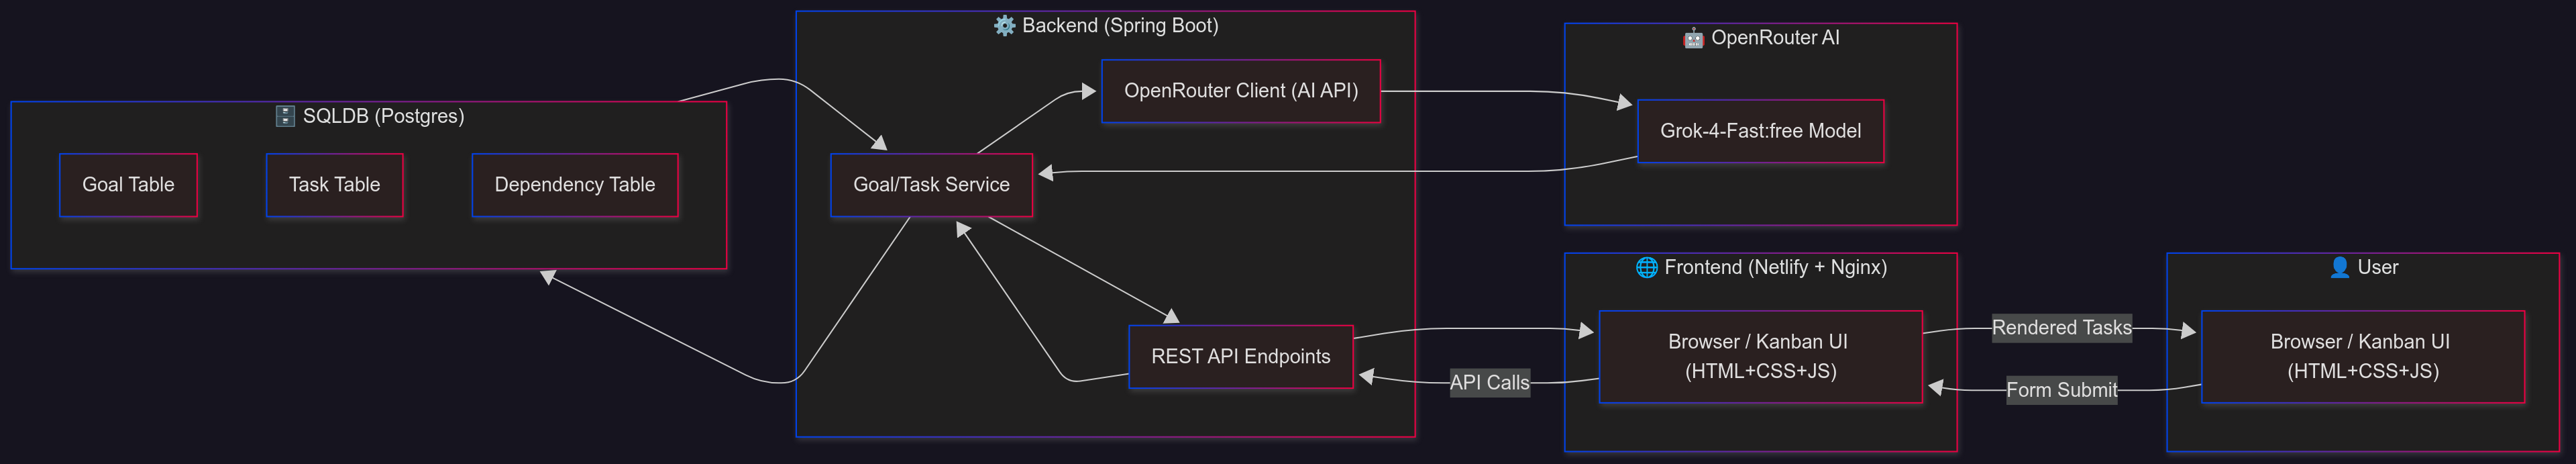 ⚙️ Backend (Spring Boot)
🤖 OpenRouter AI
OpenRouter Client (AI API)
🗄️ SQLDB (Postgres)
Grok-4-Fast:free Model
Goal Table
Task Table
Dependency Table
Goal/Task Service
🌐 Frontend (Netlify + Nginx)
👤 User
REST API Endpoints
API Calls
Browser / Kanban UI
(HTML+CSS+JS)
Rendered Tasks
Form Submit
Browser / Kanban UI
(HTML+CSS+JS)